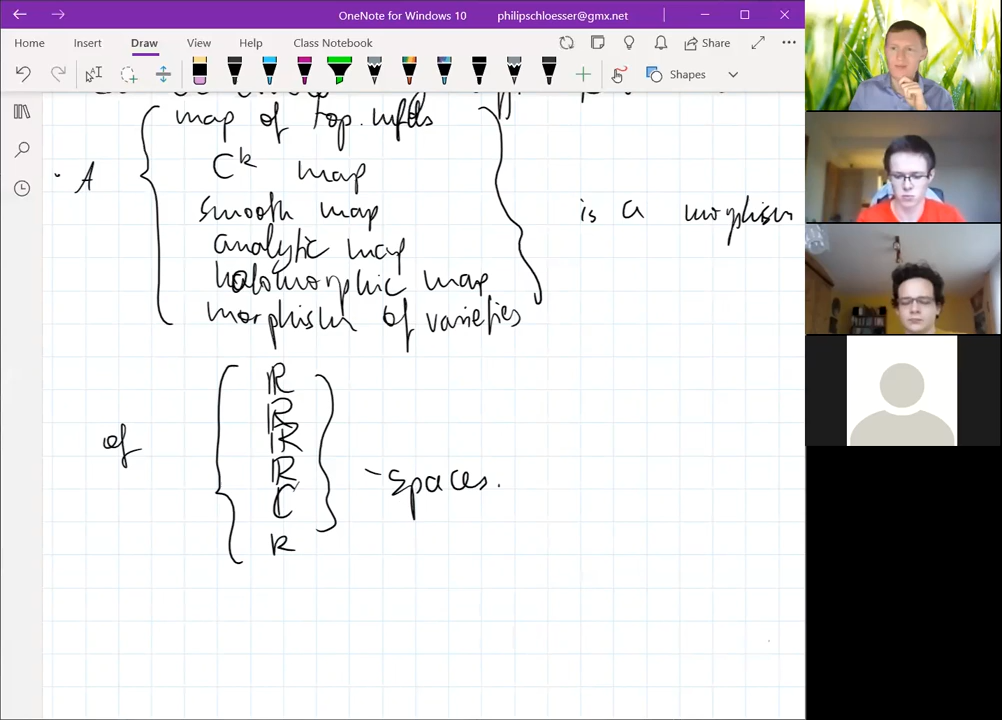 OneNote for Windows 10 philipschloesser@gmx.net
Home Insert Draw View Help Class Notebook Share
Shapes
map of top. mfds
• A
C^k map
smooth map
is a morphism
analytic map
holomorphic map
morphism of varieties
ℝ
ℝ
ℝ
of
ℝ
-spaces.
ℂ
k